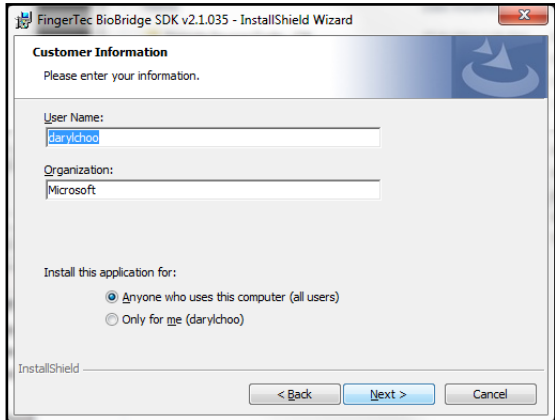 FingerTec BioBridge SDK v2.1.035 - InstallShield Wizard
Customer Information
Please enter your information.
User Name:
darylchoo
Organization:
Microsoft
Install this application for:
Anyone who uses this computer (all users)
Only for me (darylchoo)
InstallShield
< Back Next > Cancel